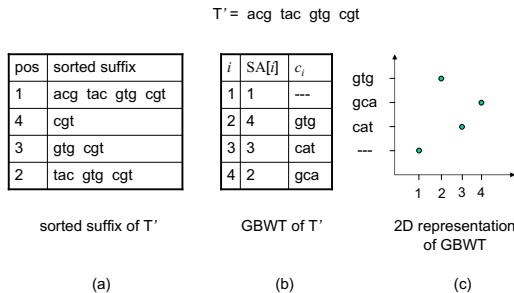 T' = acg tac gtg cgt
pos sorted suffix
1 acg tac gtg cgt
4 cgt
3 gtg cgt
2 tac gtg cgt
sorted suffix of T'
(a)
i SA[i] cᵢ
1 1 ---
2 4 gtg
3 3 cat
4 2 gca
GBWT of T'
(b)
gtg
gca
cat
---
1 2 3 4
2D representation
of GBWT
(c)